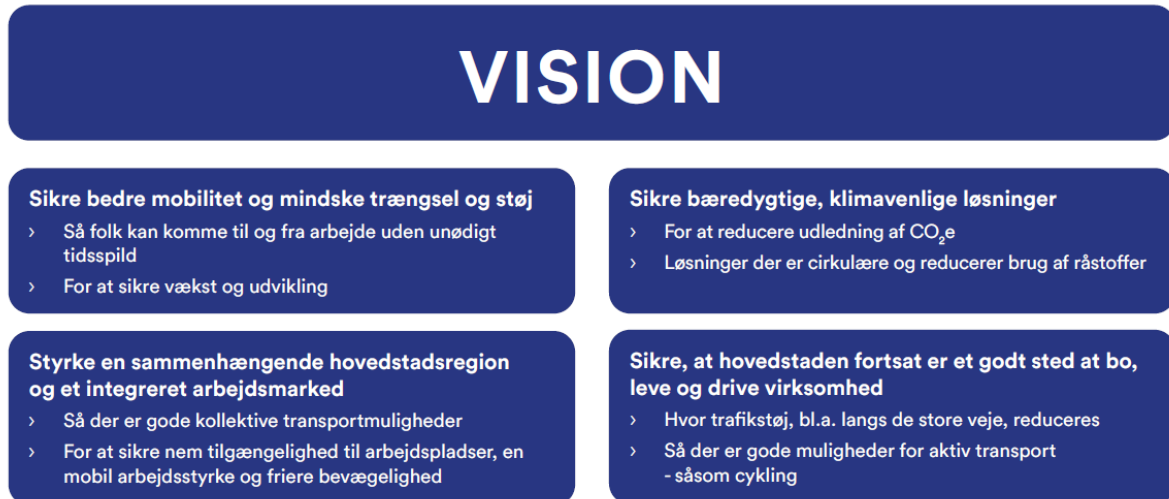 VISION
Sikre bedre mobilitet og mindske trængsel og støj
› Så folk kan komme til og fra arbejde uden unødigt
tidsspild
› For at sikre vækst og udvikling
Sikre bæredygtige, klimavenlige løsninger
› For at reducere udledning af CO₂e
› Løsninger der er cirkulære og reducerer brug af råstoffer
Styrke en sammenhængende hovedstadsregion
og et integreret arbejdsmarked
› Så der er gode kollektive transportmuligheder
› For at sikre nem tilgængelighed til arbejdspladser, en
mobil arbejdsstyrke og friere bevægelighed
Sikre, at hovedstaden fortsat er et godt sted at bo,
leve og drive virksomhed
› Hvor trafikstøj, bl.a. langs de store veje, reduceres
› Så der er gode muligheder for aktiv transport
- såsom cykling